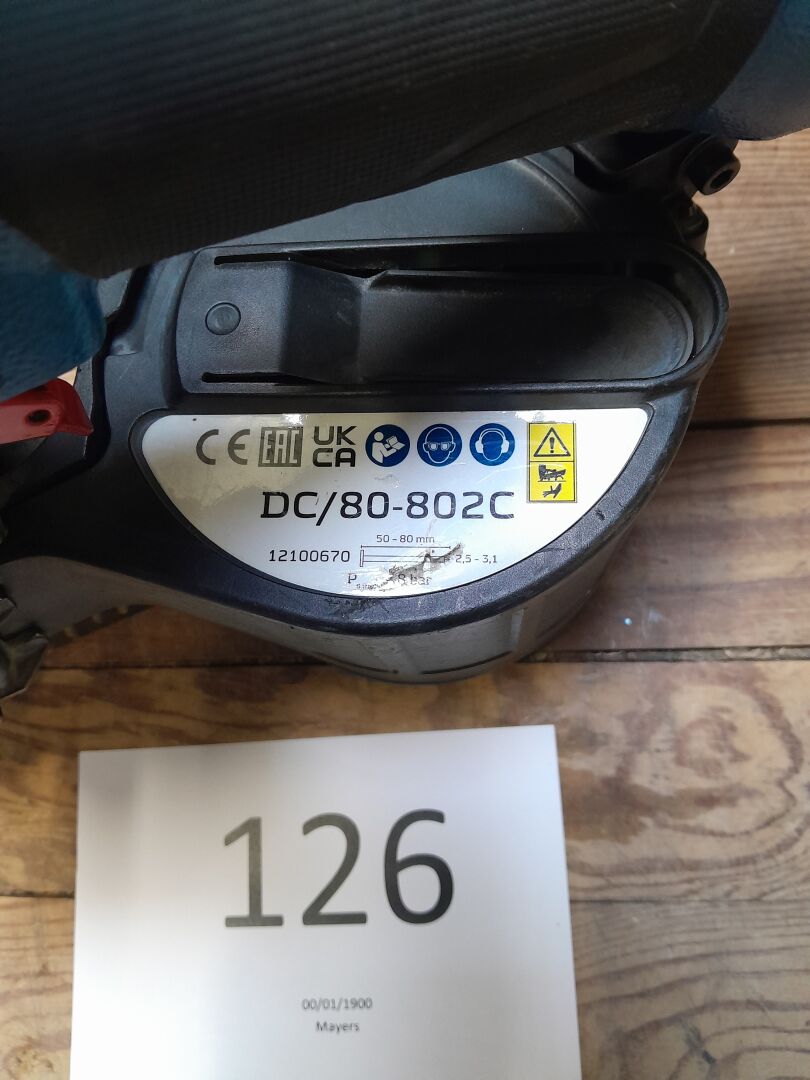 CE EAC UK
CA
DC/80-802C
50 - 80 mm
12100670
2,5 - 3,1
P 8 bar
126
00/01/1900
Mayers